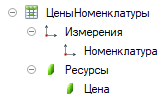 ЦеныНоменклатуры
Измерения
Номенклатура
Ресурсы
Цена